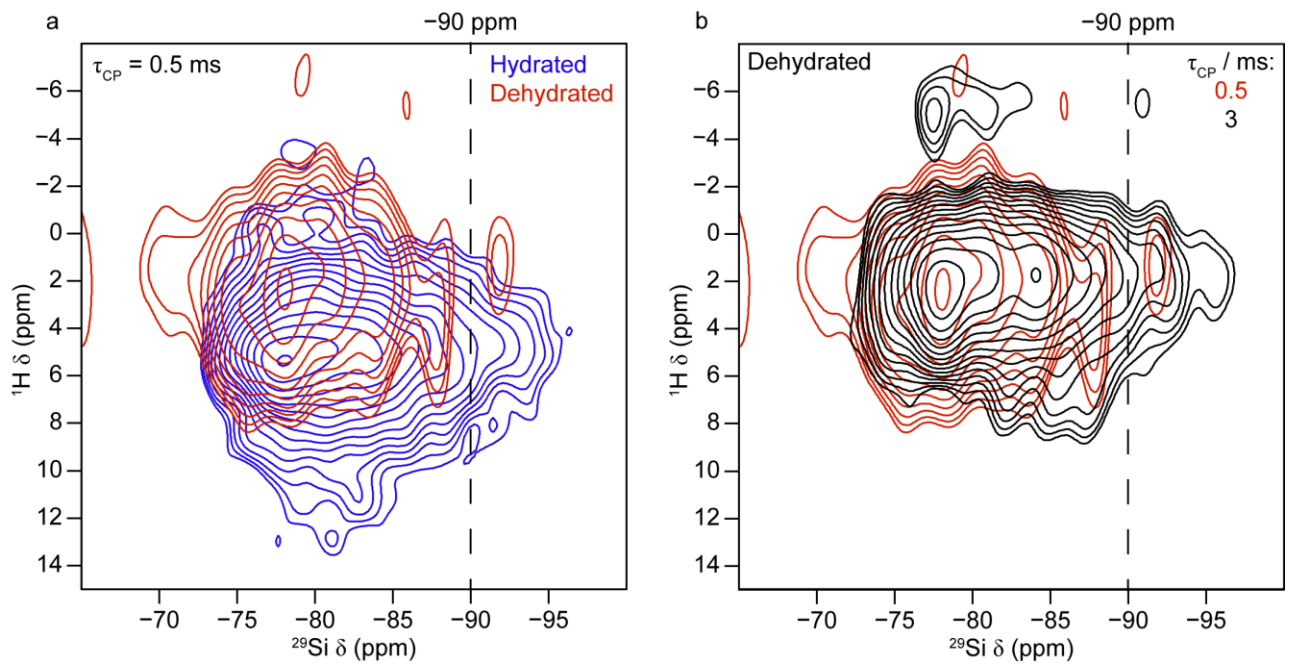 a
−90 ppm
τCP = 0.5 ms
Hydrated
Dehydrated
−6
−4
−2
0
2
4
6
8
10
12
14
¹H δ (ppm)
−70
−75
−80
−85
−90
−95
²⁹Si δ (ppm)
b
−90 ppm
Dehydrated
τCP / ms:
0.5
3
−6
−4
−2
0
2
4
6
8
10
12
14
¹H δ (ppm)
−70
−75
−80
−85
−90
−95
²⁹Si δ (ppm)